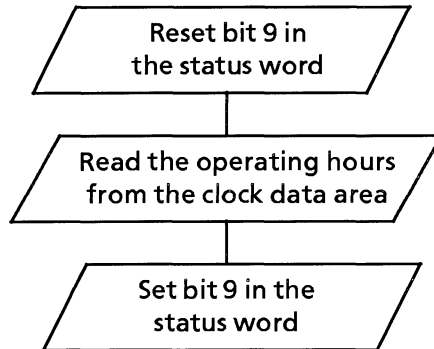 Reset bit 9 in
the status word
Read the operating hours
from the clock data area
Set bit 9 in the
status word